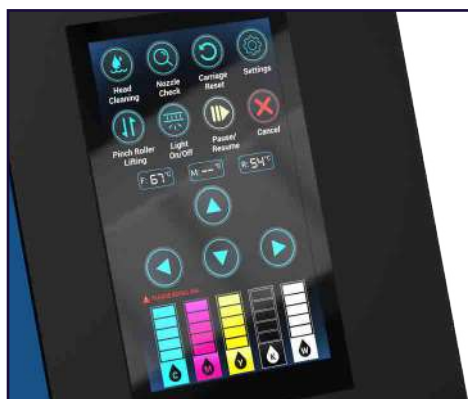 Head
Cleaning
Nozzle
Check
Carriage
Reset
Settings
Pinch Roller
Lifting
Light
On/Off
Pause/
Resume
Cancel
F: 67°C
M: --°C
R: 54°C
C
M
Y
K
W